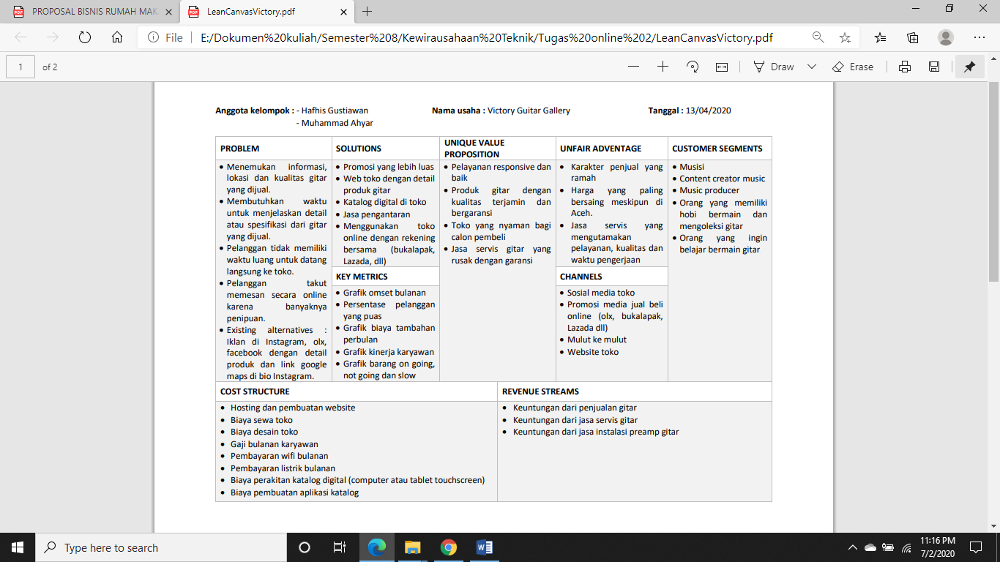 PROPOSAL BISNIS RUMAH MAK
LeanCanvasVictory.pdf
File
E:/Dokumen%20kuliah/Semester%208/Kewirausahaan%20Teknik/Tugas%20online%202/LeanCanvasVictory.pdf
1 of 2
Draw
Erase
Anggota kelompok : - Hafhis Gustiawan
- Muhammad Ahyar
Nama usaha : Victory Guitar Gallery
Tanggal : 13/04/2020
PROBLEM
• Menemukan informasi,
lokasi dan kualitas gitar
yang dijual.
• Membutuhkan waktu
untuk menjelaskan detail
atau spesifikasi dari gitar
yang dijual.
• Pelanggan tidak memiliki
waktu luang untuk datang
langsung ke toko.
• Pelanggan takut
memesan secara online
karena banyaknya
penipuan.
• Existing alternatives :
Iklan di Instagram, olx,
facebook dengan detail
produk dan link google
maps di bio Instagram.
SOLUTIONS
• Promosi yang lebih luas
• Web toko dengan detail
produk gitar
• Katalog digital di toko
• Jasa pengantaran
• Menggunakan toko
online dengan rekening
bersama (bukalapak,
Lazada, dll)
KEY METRICS
• Grafik omset bulanan
• Persentase pelanggan
yang puas
• Grafik biaya tambahan
perbulan
• Grafik kinerja karyawan
• Grafik barang on going,
not going dan slow
UNIQUE VALUE
PROPOSITION
• Pelayanan responsive dan
baik
• Produk gitar dengan
kualitas terjamin dan
bergaransi
• Toko yang nyaman bagi
calon pembeli
• Jasa servis gitar yang
rusak dengan garansi
UNFAIR ADVENTAGE
• Karakter penjual yang
ramah
• Harga yang paling
bersaing meskipun di
Aceh.
• Jasa servis yang
mengutamakan
pelayanan, kualitas dan
waktu pengerjaan
CHANNELS
• Sosial media toko
• Promosi media jual beli
online (olx, bukalapak,
Lazada dll)
• Mulut ke mulut
• Website toko
CUSTOMER SEGMENTS
• Musisi
• Content creator music
• Music producer
• Orang yang memiliki
hobi bermain dan
mengoleksi gitar
• Orang yang ingin
belajar bermain gitar
COST STRUCTURE
• Hosting dan pembuatan website
• Biaya sewa toko
• Biaya desain toko
• Gaji bulanan karyawan
• Pembayaran wifi bulanan
• Pembayaran listrik bulanan
• Biaya perakitan katalog digital (computer atau tablet touchscreen)
• Biaya pembuatan aplikasi katalog
REVENUE STREAMS
• Keuntungan dari penjualan gitar
• Keuntungan dari jasa servis gitar
• Keuntungan dari jasa instalasi preamp gitar
Type here to search
11:16 PM
7/2/2020